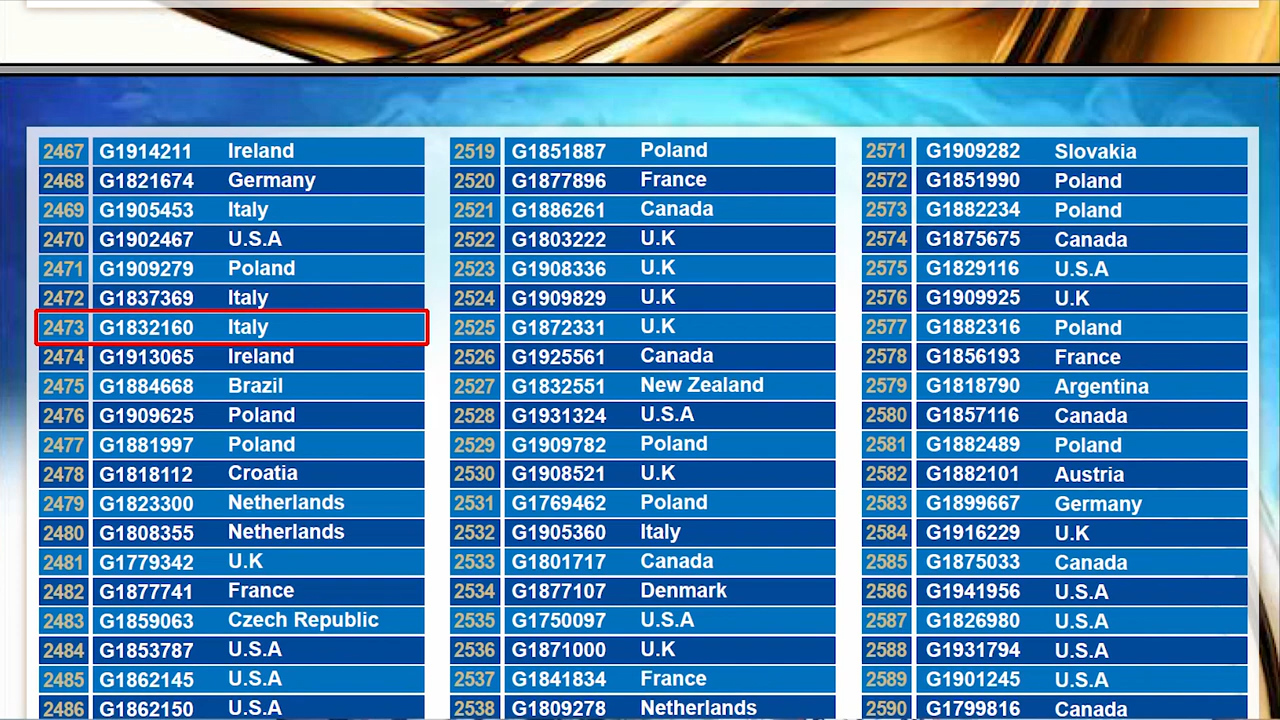 2467 G1914211 Ireland
2468 G1821674 Germany
2469 G1905453 Italy
2470 G1902467 U.S.A
2471 G1909279 Poland
2472 G1837369 Italy
2473 G1832160 Italy
2474 G1913065 Ireland
2475 G1884668 Brazil
2476 G1909625 Poland
2477 G1881997 Poland
2478 G1818112 Croatia
2479 G1823300 Netherlands
2480 G1808355 Netherlands
2481 G1779342 U.K
2482 G1877741 France
2483 G1859063 Czech Republic
2484 G1853787 U.S.A
2485 G1862145 U.S.A
2486 G1862150 U.S.A
2519 G1851887 Poland
2520 G1877896 France
2521 G1886261 Canada
2522 G1803222 U.K
2523 G1908336 U.K
2524 G1909829 U.K
2525 G1872331 U.K
2526 G1925561 Canada
2527 G1832551 New Zealand
2528 G1931324 U.S.A
2529 G1909782 Poland
2530 G1908521 U.K
2531 G1769462 Poland
2532 G1905360 Italy
2533 G1801717 Canada
2534 G1877107 Denmark
2535 G1750097 U.S.A
2536 G1871000 U.K
2537 G1841834 France
2538 G1809278 Netherlands
2571 G1909282 Slovakia
2572 G1851990 Poland
2573 G1882234 Poland
2574 G1875675 Canada
2575 G1829116 U.S.A
2576 G1909925 U.K
2577 G1882316 Poland
2578 G1856193 France
2579 G1818790 Argentina
2580 G1857116 Canada
2581 G1882489 Poland
2582 G1882101 Austria
2583 G1899667 Germany
2584 G1916229 U.K
2585 G1875033 Canada
2586 G1941956 U.S.A
2587 G1826980 U.S.A
2588 G1931794 U.S.A
2589 G1901245 U.S.A
2590 G1799816 Canada